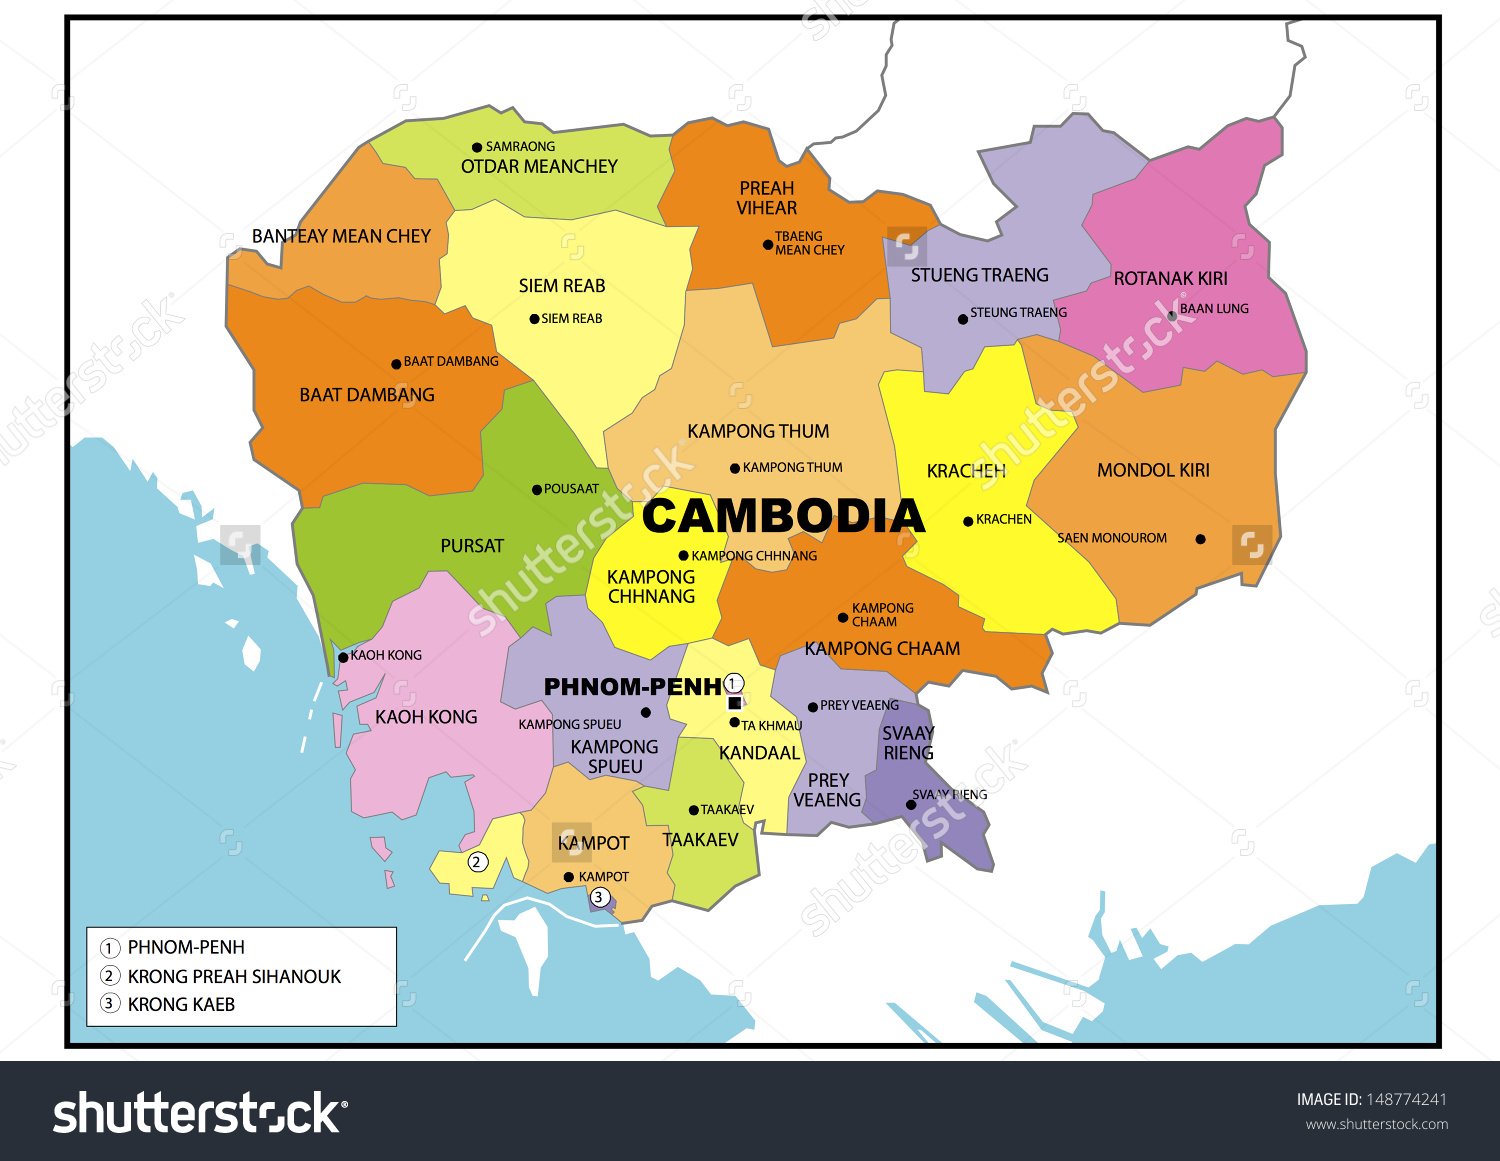 SAMRAONG
OTDAR MEANCHEY
PREAH
VIHEAR
BANTEAY MEAN CHEY
TBAENG
MEAN CHEY
STUENG TRAENG
ROTANAK KIRI
SIEM REAB
SIEM REAB
STEUNG TRAENG
BAAN LUNG
BAAT DAMBANG
BAAT DAMBANG
KAMPONG THUM
KAMPONG THUM
KRACHEH
MONDOL KIRI
POUSAAT
CAMBODIA
KRACHEN
SAEN MONOUROM
PURSAT
KAMPONG CHHNANG
KAMPONG
CHHNANG
KAMPONG
CHAAM
KAMPONG CHAAM
KAOH KONG
KAOH KONG
PHNOM-PENH
1
PREY VEAENG
KAMPONG SPUEU
TA KHMAU
KAMPONG
SPUEU
KANDAAL
SVAAY
RIENG
PREY
VEAENG
SVAAY RIENG
TAAKAEV
TAAKAEV
KAMPOT
KAMPOT
2
3
1 PHNOM-PENH
2 KRONG PREAH SIHANOUK
3 KRONG KAEB
shutterstock
shutterstock
shutterstock
shutterstock
shutterstock
IMAGE ID: 148774241
www.shutterstock.com